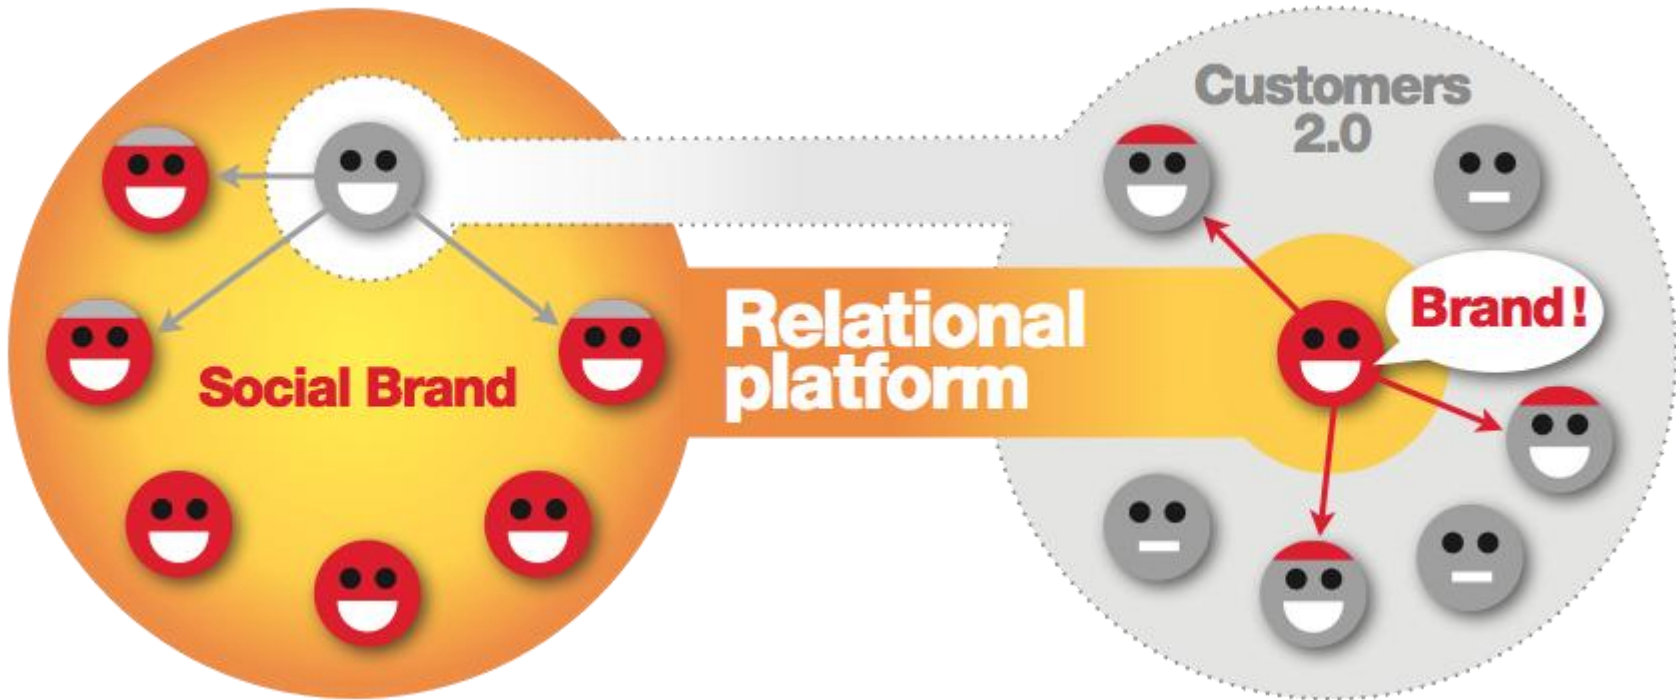 Customers
2.0
Relational
platform
Brand!
Social Brand